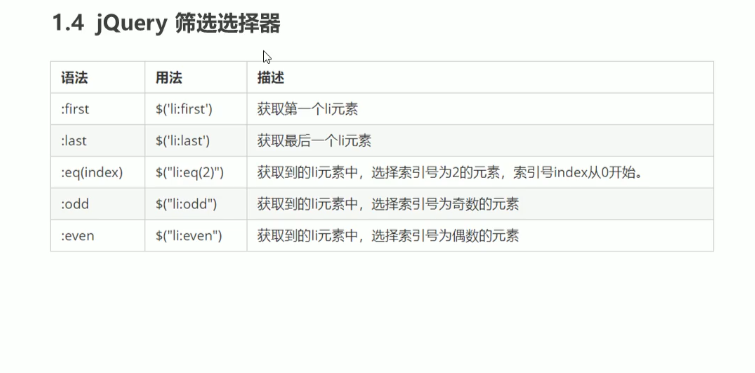 1.4 jQuery 筛选选择器
语法 用法 描述
:first $('li:first') 获取第一个li元素
:last $('li:last') 获取最后一个li元素
:eq(index) $("li:eq(2)") 获取到的li元素中，选择索引号为2的元素，索引号index从0开始。
:odd $("li:odd") 获取到的li元素中，选择索引号为奇数的元素
:even $("li:even") 获取到的li元素中，选择索引号为偶数的元素